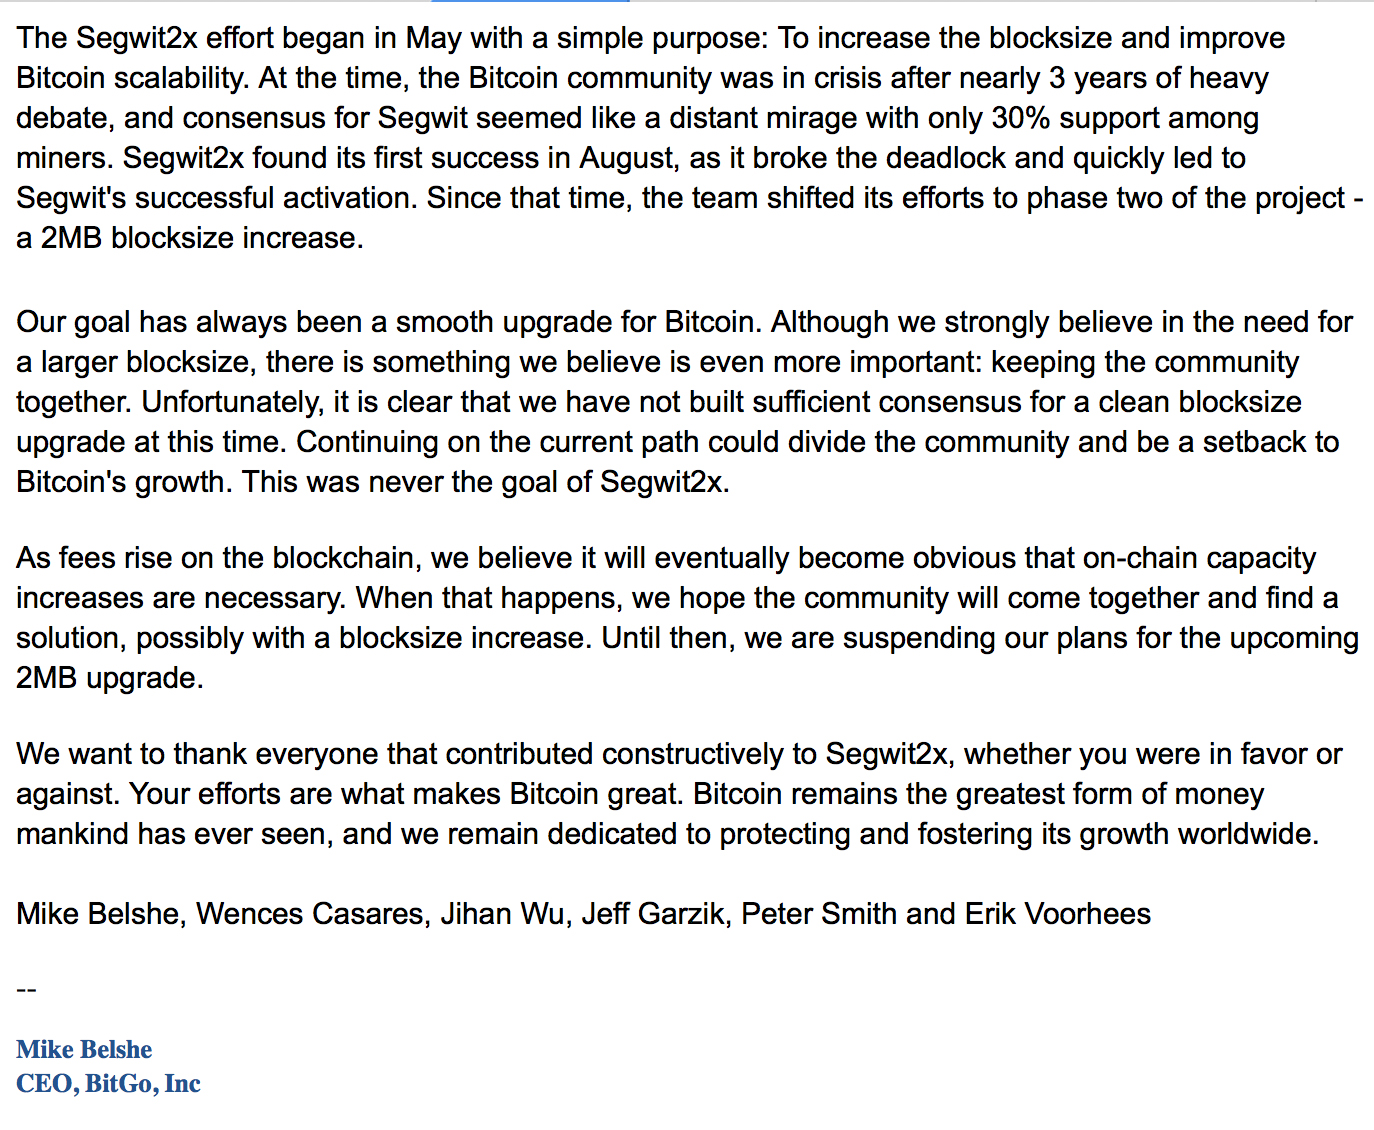 The Segwit2x effort began in May with a simple purpose: To increase the blocksize and improve
Bitcoin scalability. At the time, the Bitcoin community was in crisis after nearly 3 years of heavy
debate, and consensus for Segwit seemed like a distant mirage with only 30% support among
miners. Segwit2x found its first success in August, as it broke the deadlock and quickly led to
Segwit's successful activation. Since that time, the team shifted its efforts to phase two of the project -
a 2MB blocksize increase.
Our goal has always been a smooth upgrade for Bitcoin. Although we strongly believe in the need for
a larger blocksize, there is something we believe is even more important: keeping the community
together. Unfortunately, it is clear that we have not built sufficient consensus for a clean blocksize
upgrade at this time. Continuing on the current path could divide the community and be a setback to
Bitcoin's growth. This was never the goal of Segwit2x.
As fees rise on the blockchain, we believe it will eventually become obvious that on-chain capacity
increases are necessary. When that happens, we hope the community will come together and find a
solution, possibly with a blocksize increase. Until then, we are suspending our plans for the upcoming
2MB upgrade.
We want to thank everyone that contributed constructively to Segwit2x, whether you were in favor or
against. Your efforts are what makes Bitcoin great. Bitcoin remains the greatest form of money
mankind has ever seen, and we remain dedicated to protecting and fostering its growth worldwide.
Mike Belshe, Wences Casares, Jihan Wu, Jeff Garzik, Peter Smith and Erik Voorhees
--
Mike Belshe
CEO, BitGo, Inc